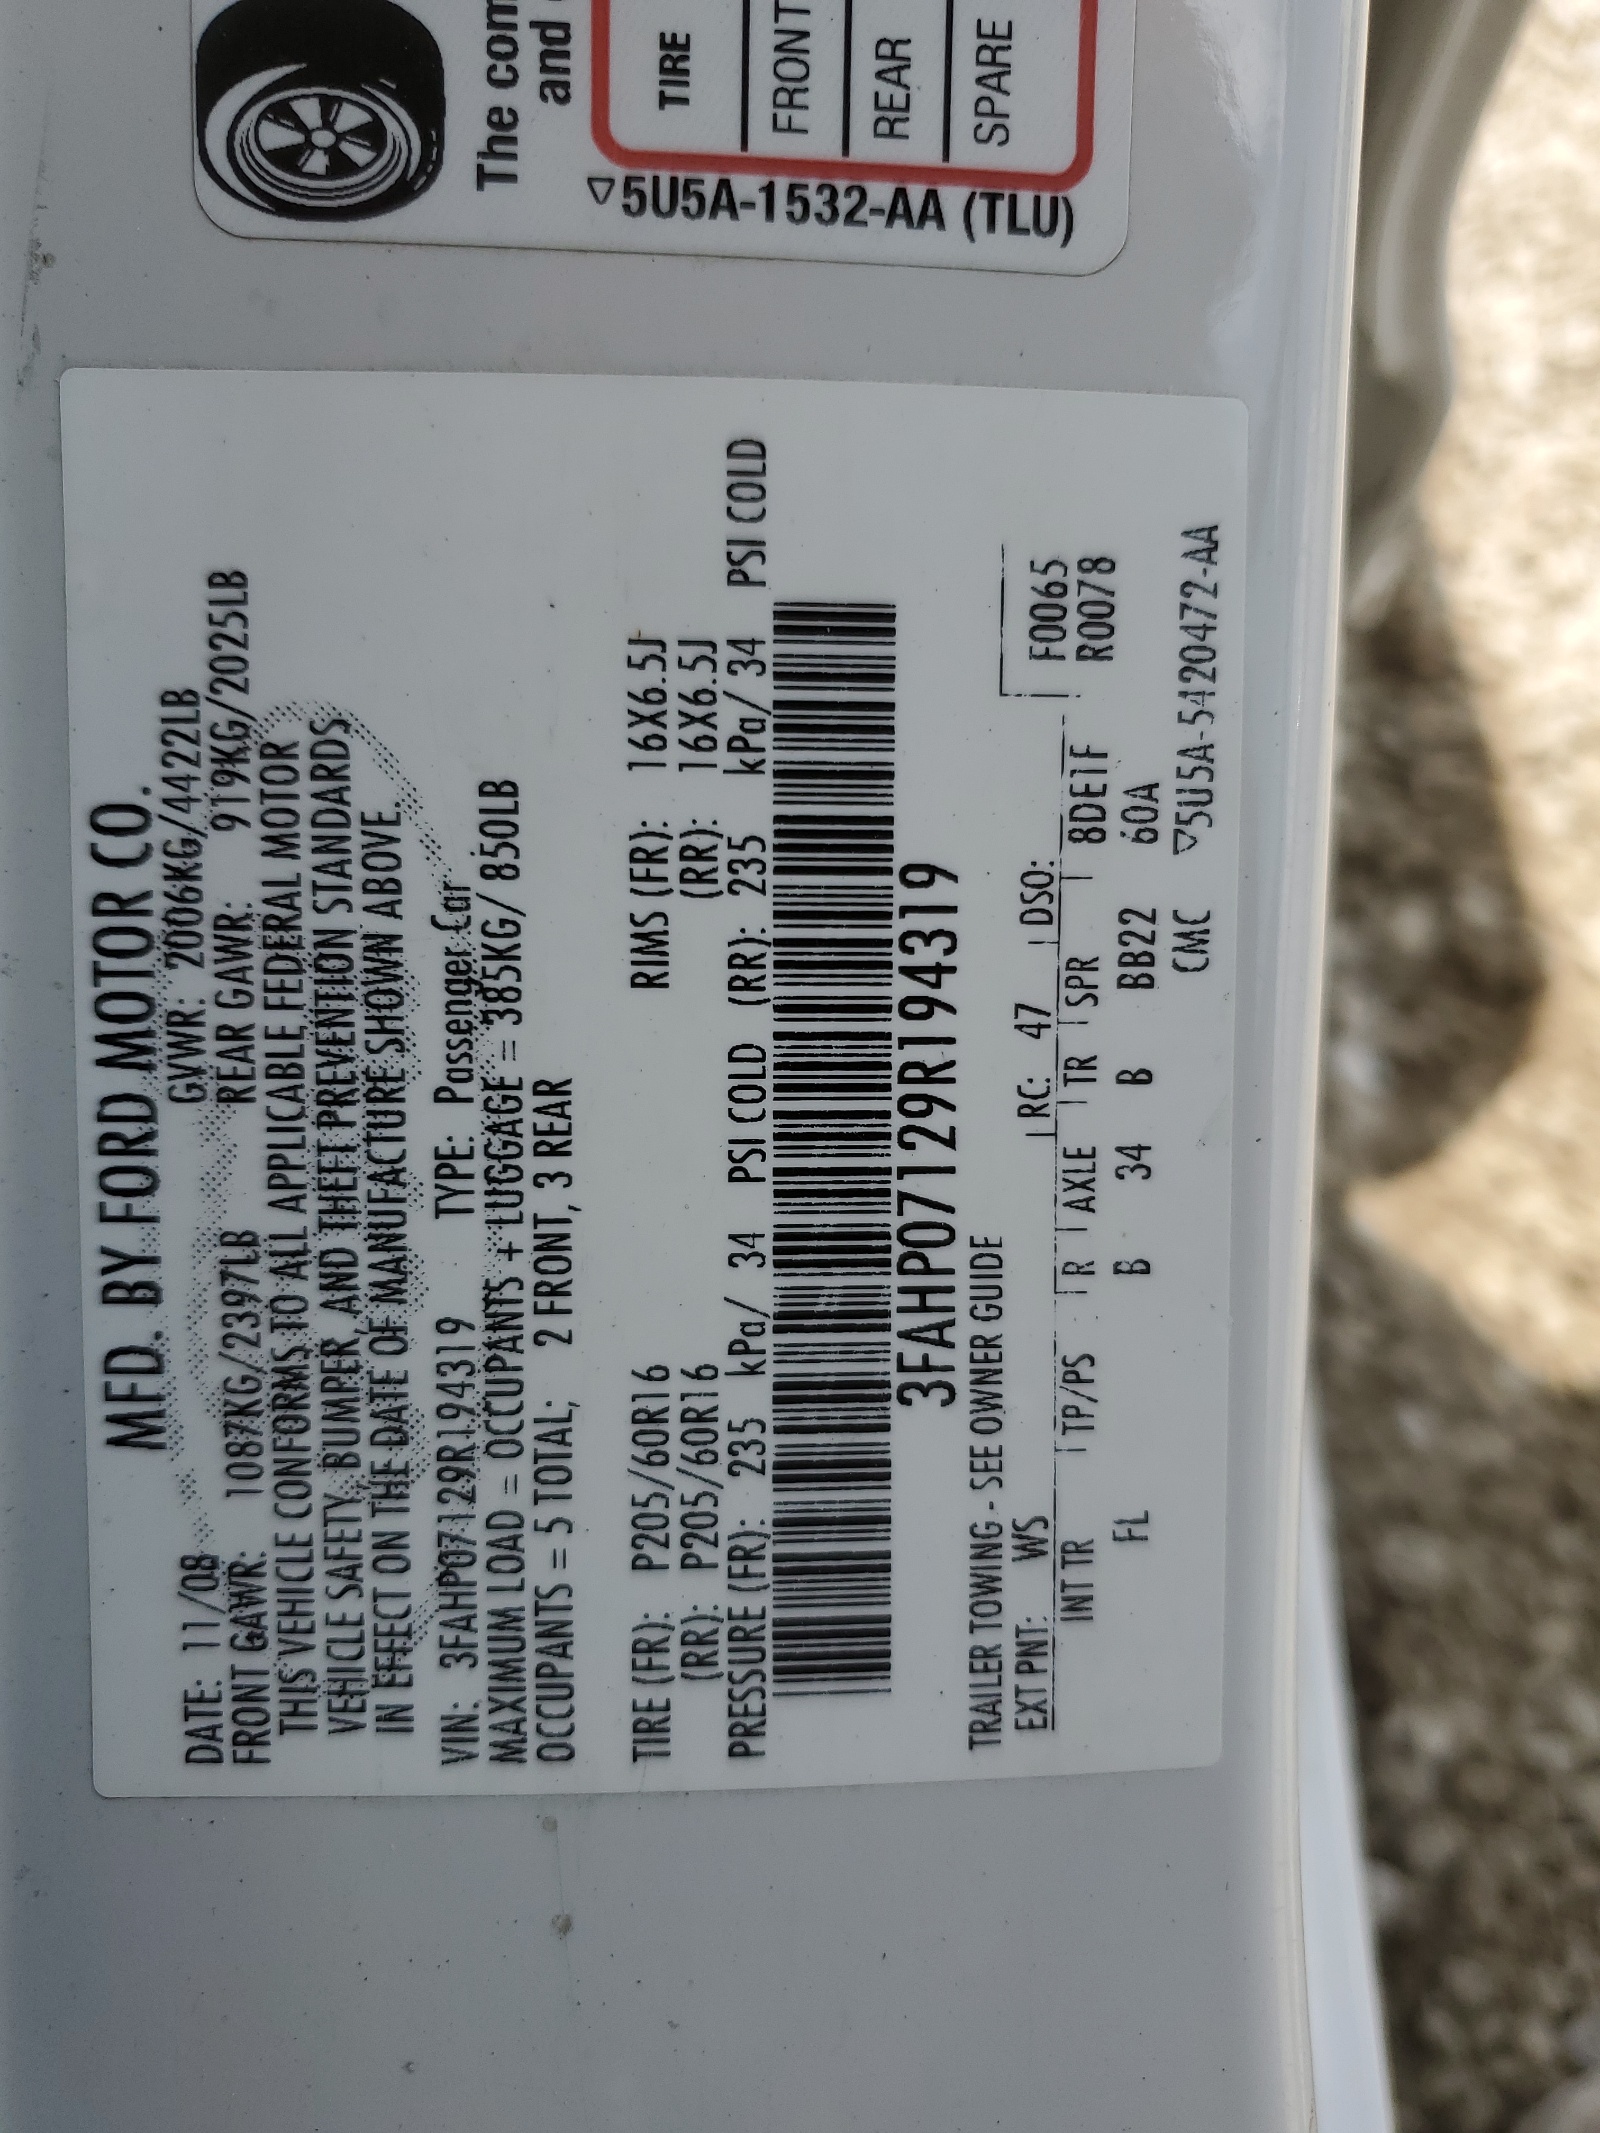 MFD. BY FORD MOTOR CO.
DATE: 11/08 GVWR: 2006KG/4422LB
FRONT GAWR: 1087KG/2397LB REAR GAWR: 919KG/2025LB
THIS VEHICLE CONFORMS TO ALL APPLICABLE FEDERAL MOTOR
VEHICLE SAFETY, BUMPER, AND THEFT PREVENTION STANDARDS
IN EFFECT ON THE DATE OF MANUFACTURE SHOWN ABOVE.
VIN: 3FAHP07129R194319 TYPE: Passenger Car
MAXIMUM LOAD = OCCUPANTS + LUGGAGE = 385KG/ 850LB
OCCUPANTS = 5 TOTAL; 2 FRONT, 3 REAR
TIRE (FR): P205/60R16 RIMS (FR): 16X6.5J
(RR): P205/60R16 (RR): 16X6.5J
PRESSURE (FR): 235 kPa/ 34 PSI COLD (RR): 235 kPa/ 34 PSI COLD
3FAHP07129R194319
TRAILER TOWING - SEE OWNER GUIDE
EXT PNT: WS RC: 47 DSO: F0065
INT TR TP/PS R AXLE TR SPR 8DE1F R0078
FL B 34 B BB22 60A
CMC ▽5U5A-5420472-AA
The com
and
TIRE
FRONT
REAR
SPARE
▽5U5A-1532-AA (TLU)